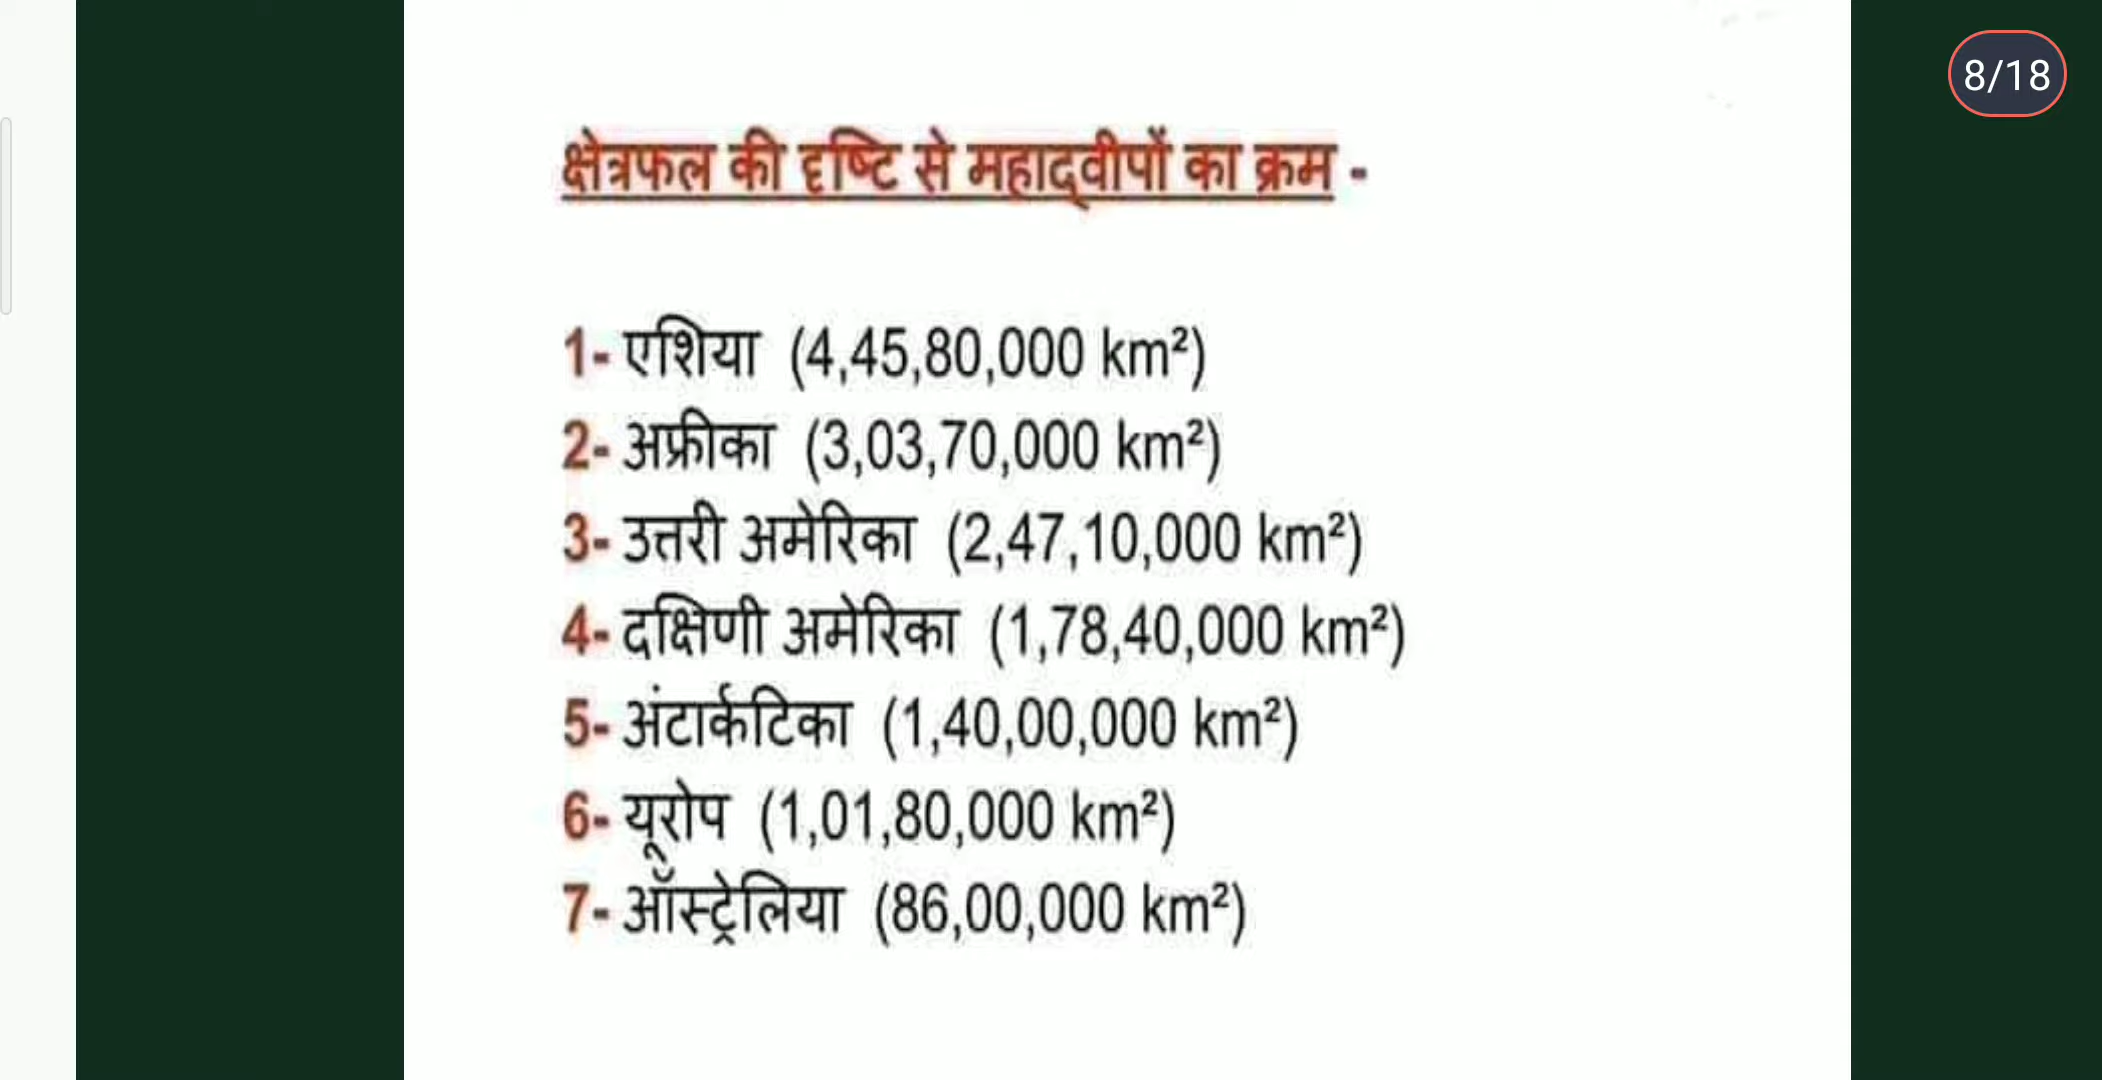 8/18
क्षेत्रफल की दृष्टि से महाद्वीपों का क्रम -
1- एशिया (4,45,80,000 km²)
2- अफ्रीका (3,03,70,000 km²)
3- उत्तरी अमेरिका (2,47,10,000 km²)
4- दक्षिणी अमेरिका (1,78,40,000 km²)
5- अंटार्कटिका (1,40,00,000 km²)
6- यूरोप (1,01,80,000 km²)
7- ऑस्ट्रेलिया (86,00,000 km²)